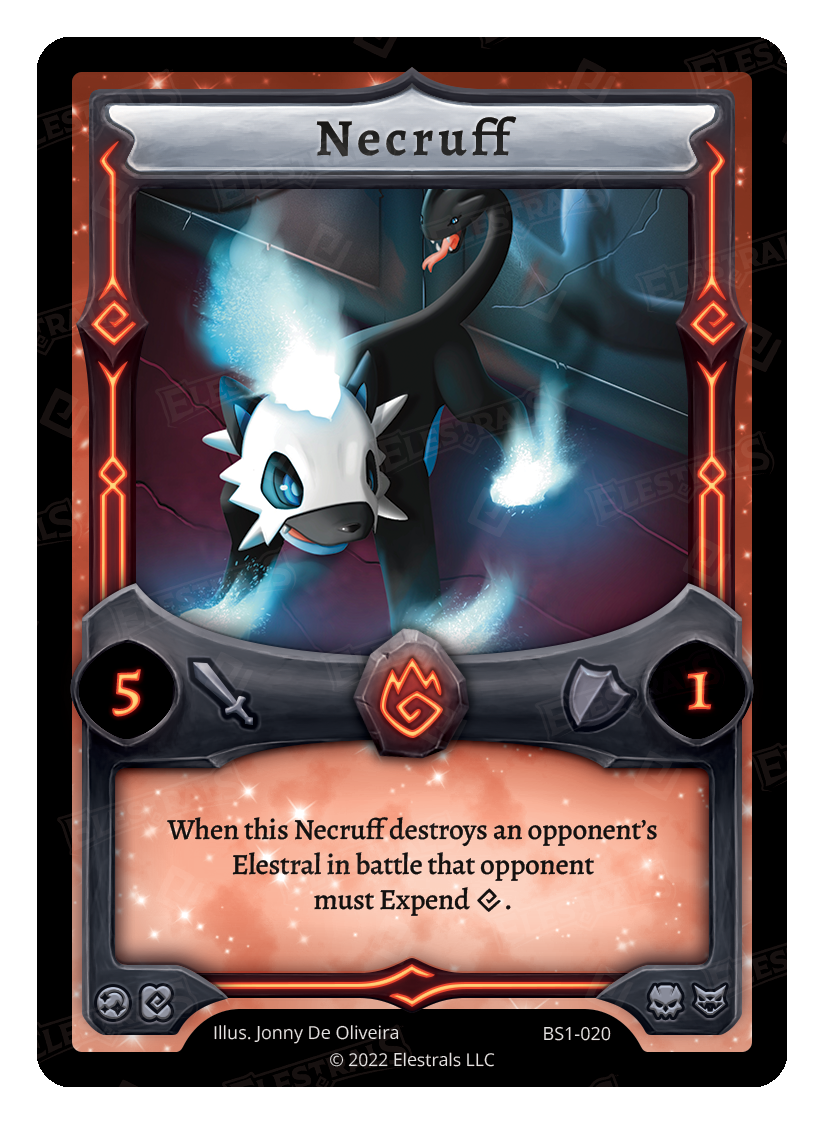 Necruff
5
1
When this Necruff destroys an opponent's
Elestral in battle that opponent
must Expend .
Illus. Jonny De Oliveira
BS1-020
© 2022 Elestrals LLC
ELESTRALS